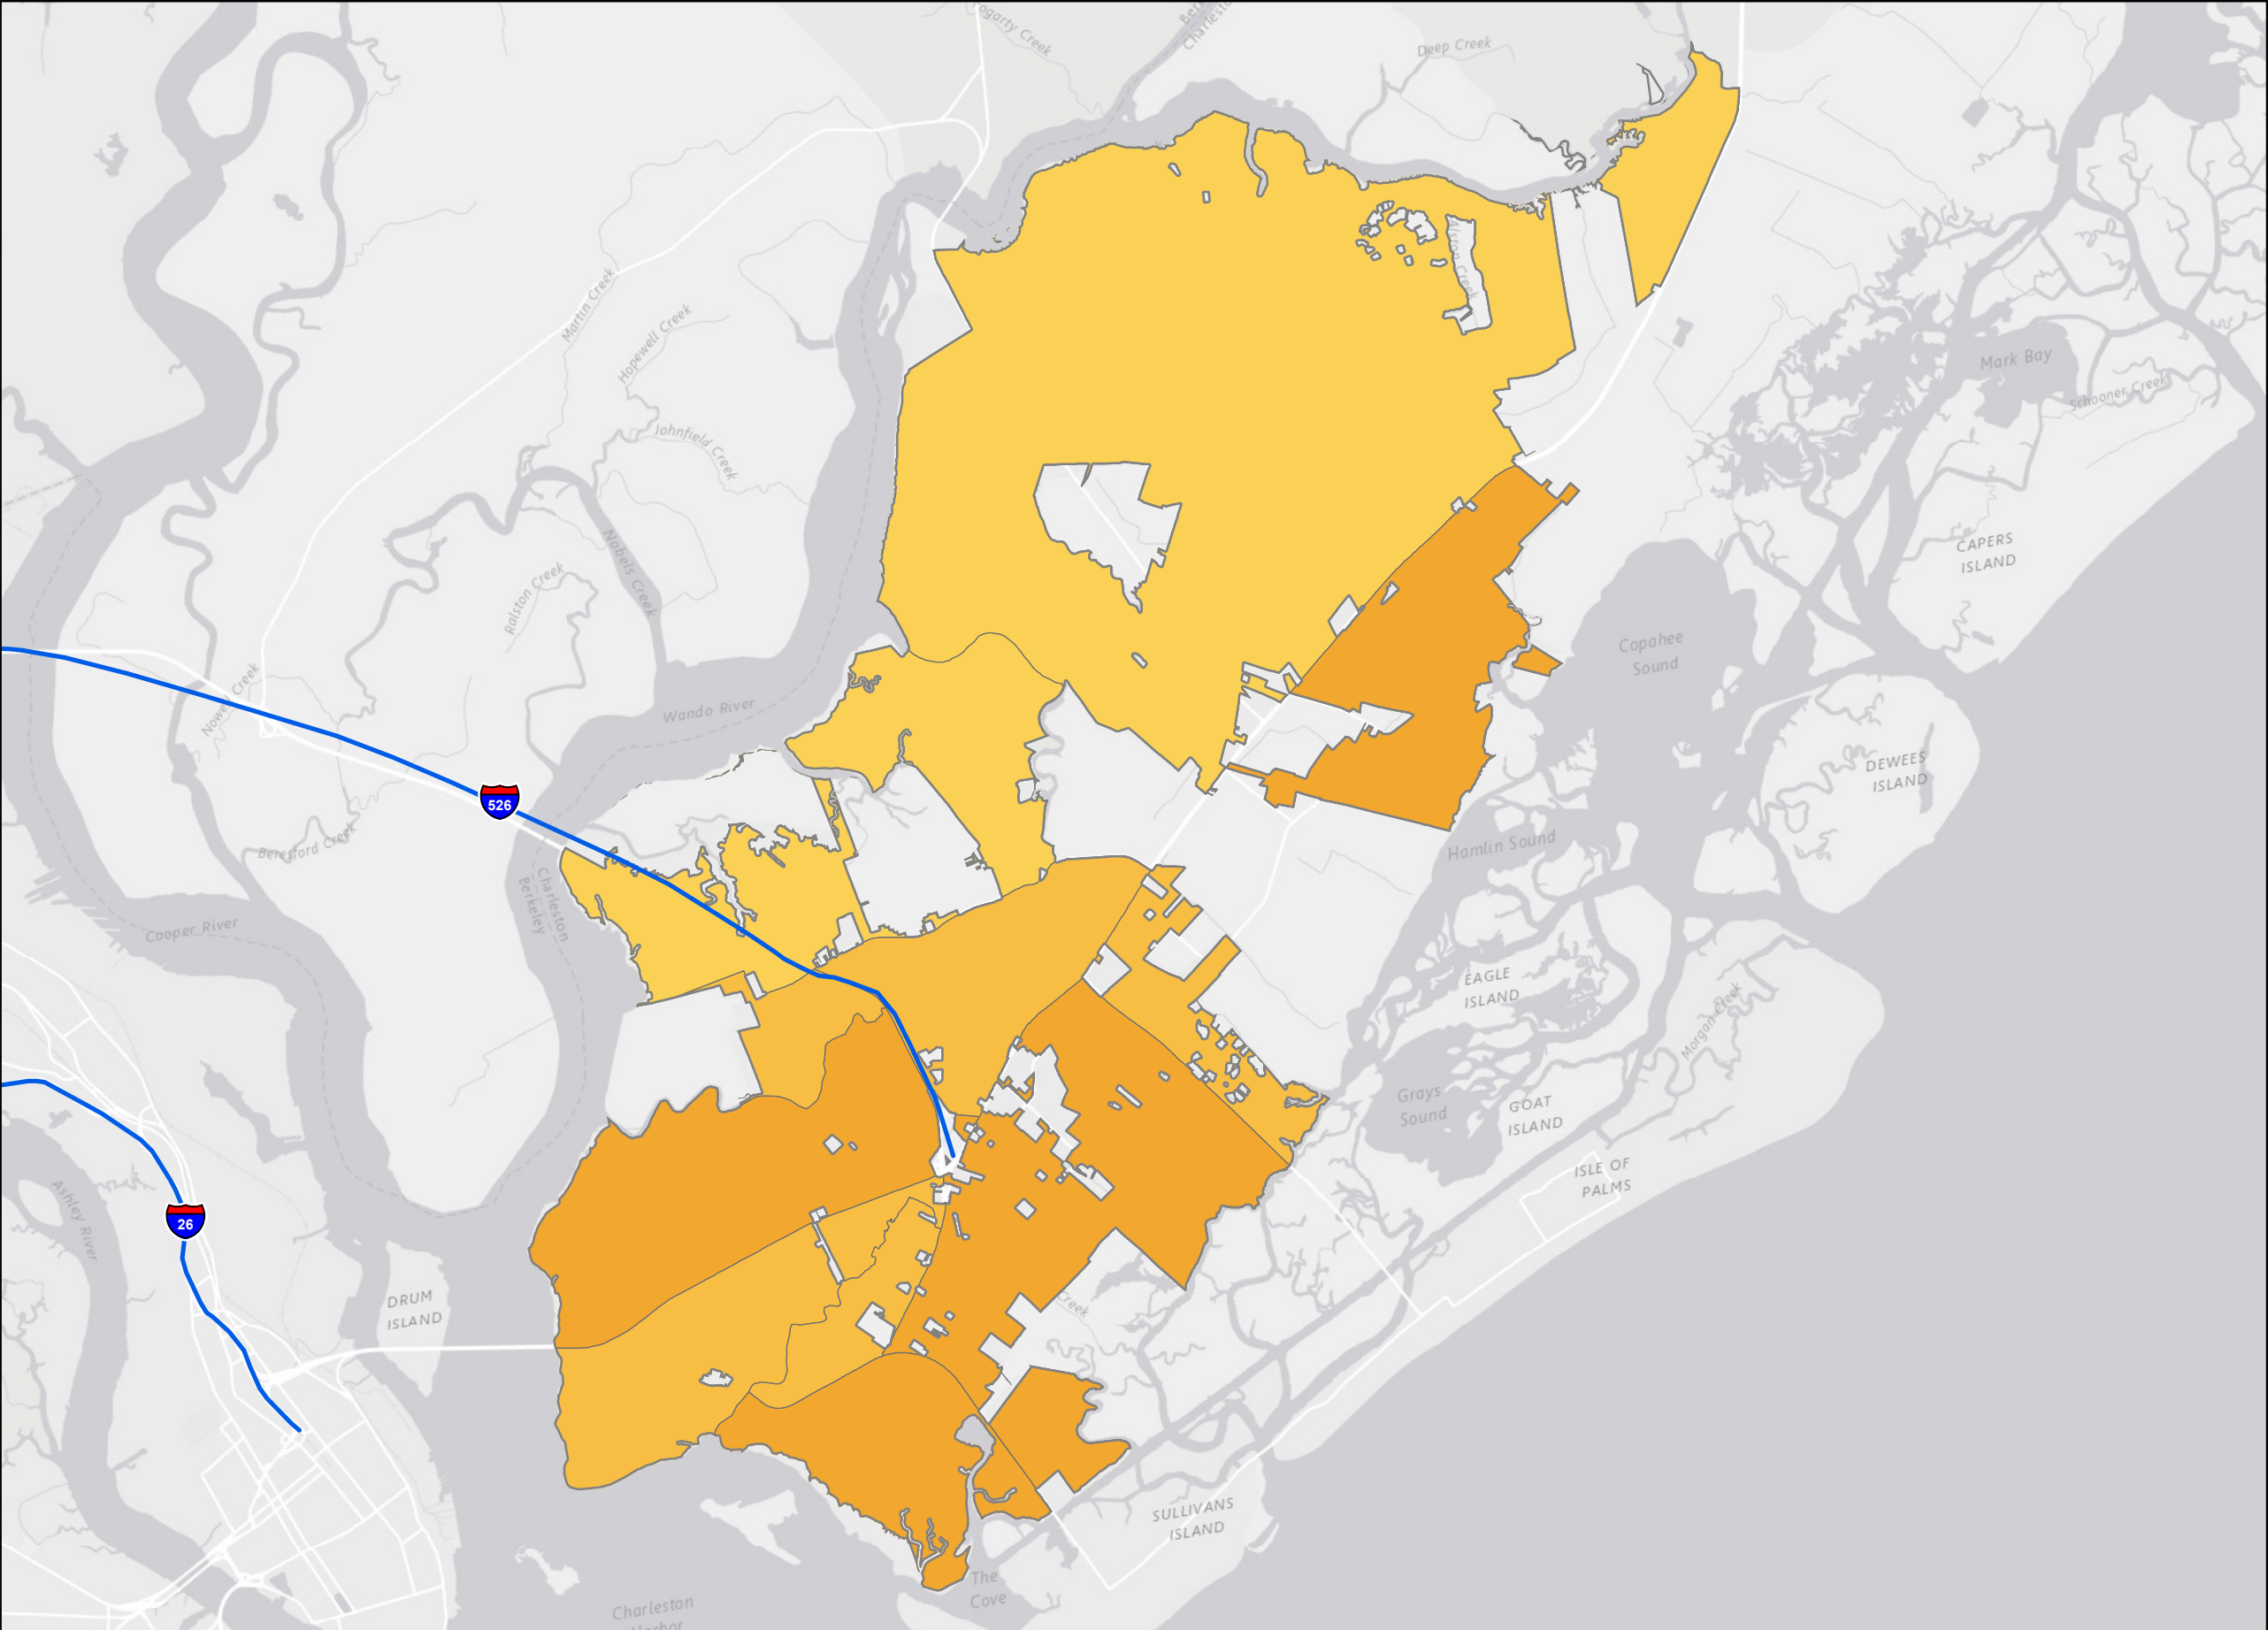 Fogarty Creek
Deep Creek
Alston Creek
Martin Creek
Hopewell Creek
Mark Bay
Schooner Creek
Johnfield Creek
CAPERS
ISLAND
Nobels Creek
Ralston Creek
Copahee
Sound
Nowell Creek
Wando River
DEWEES
ISLAND
526
Beresford Creek
Hamlin Sound
Charleston
Berkeley
Cooper River
EAGLE
ISLAND
Morgan Creek
Grays
Sound
GOAT
ISLAND
ISLE OF
PALMS
Ashley River
26
DRUM
ISLAND
Creek
SULLIVANS
ISLAND
The
Cove
Charleston